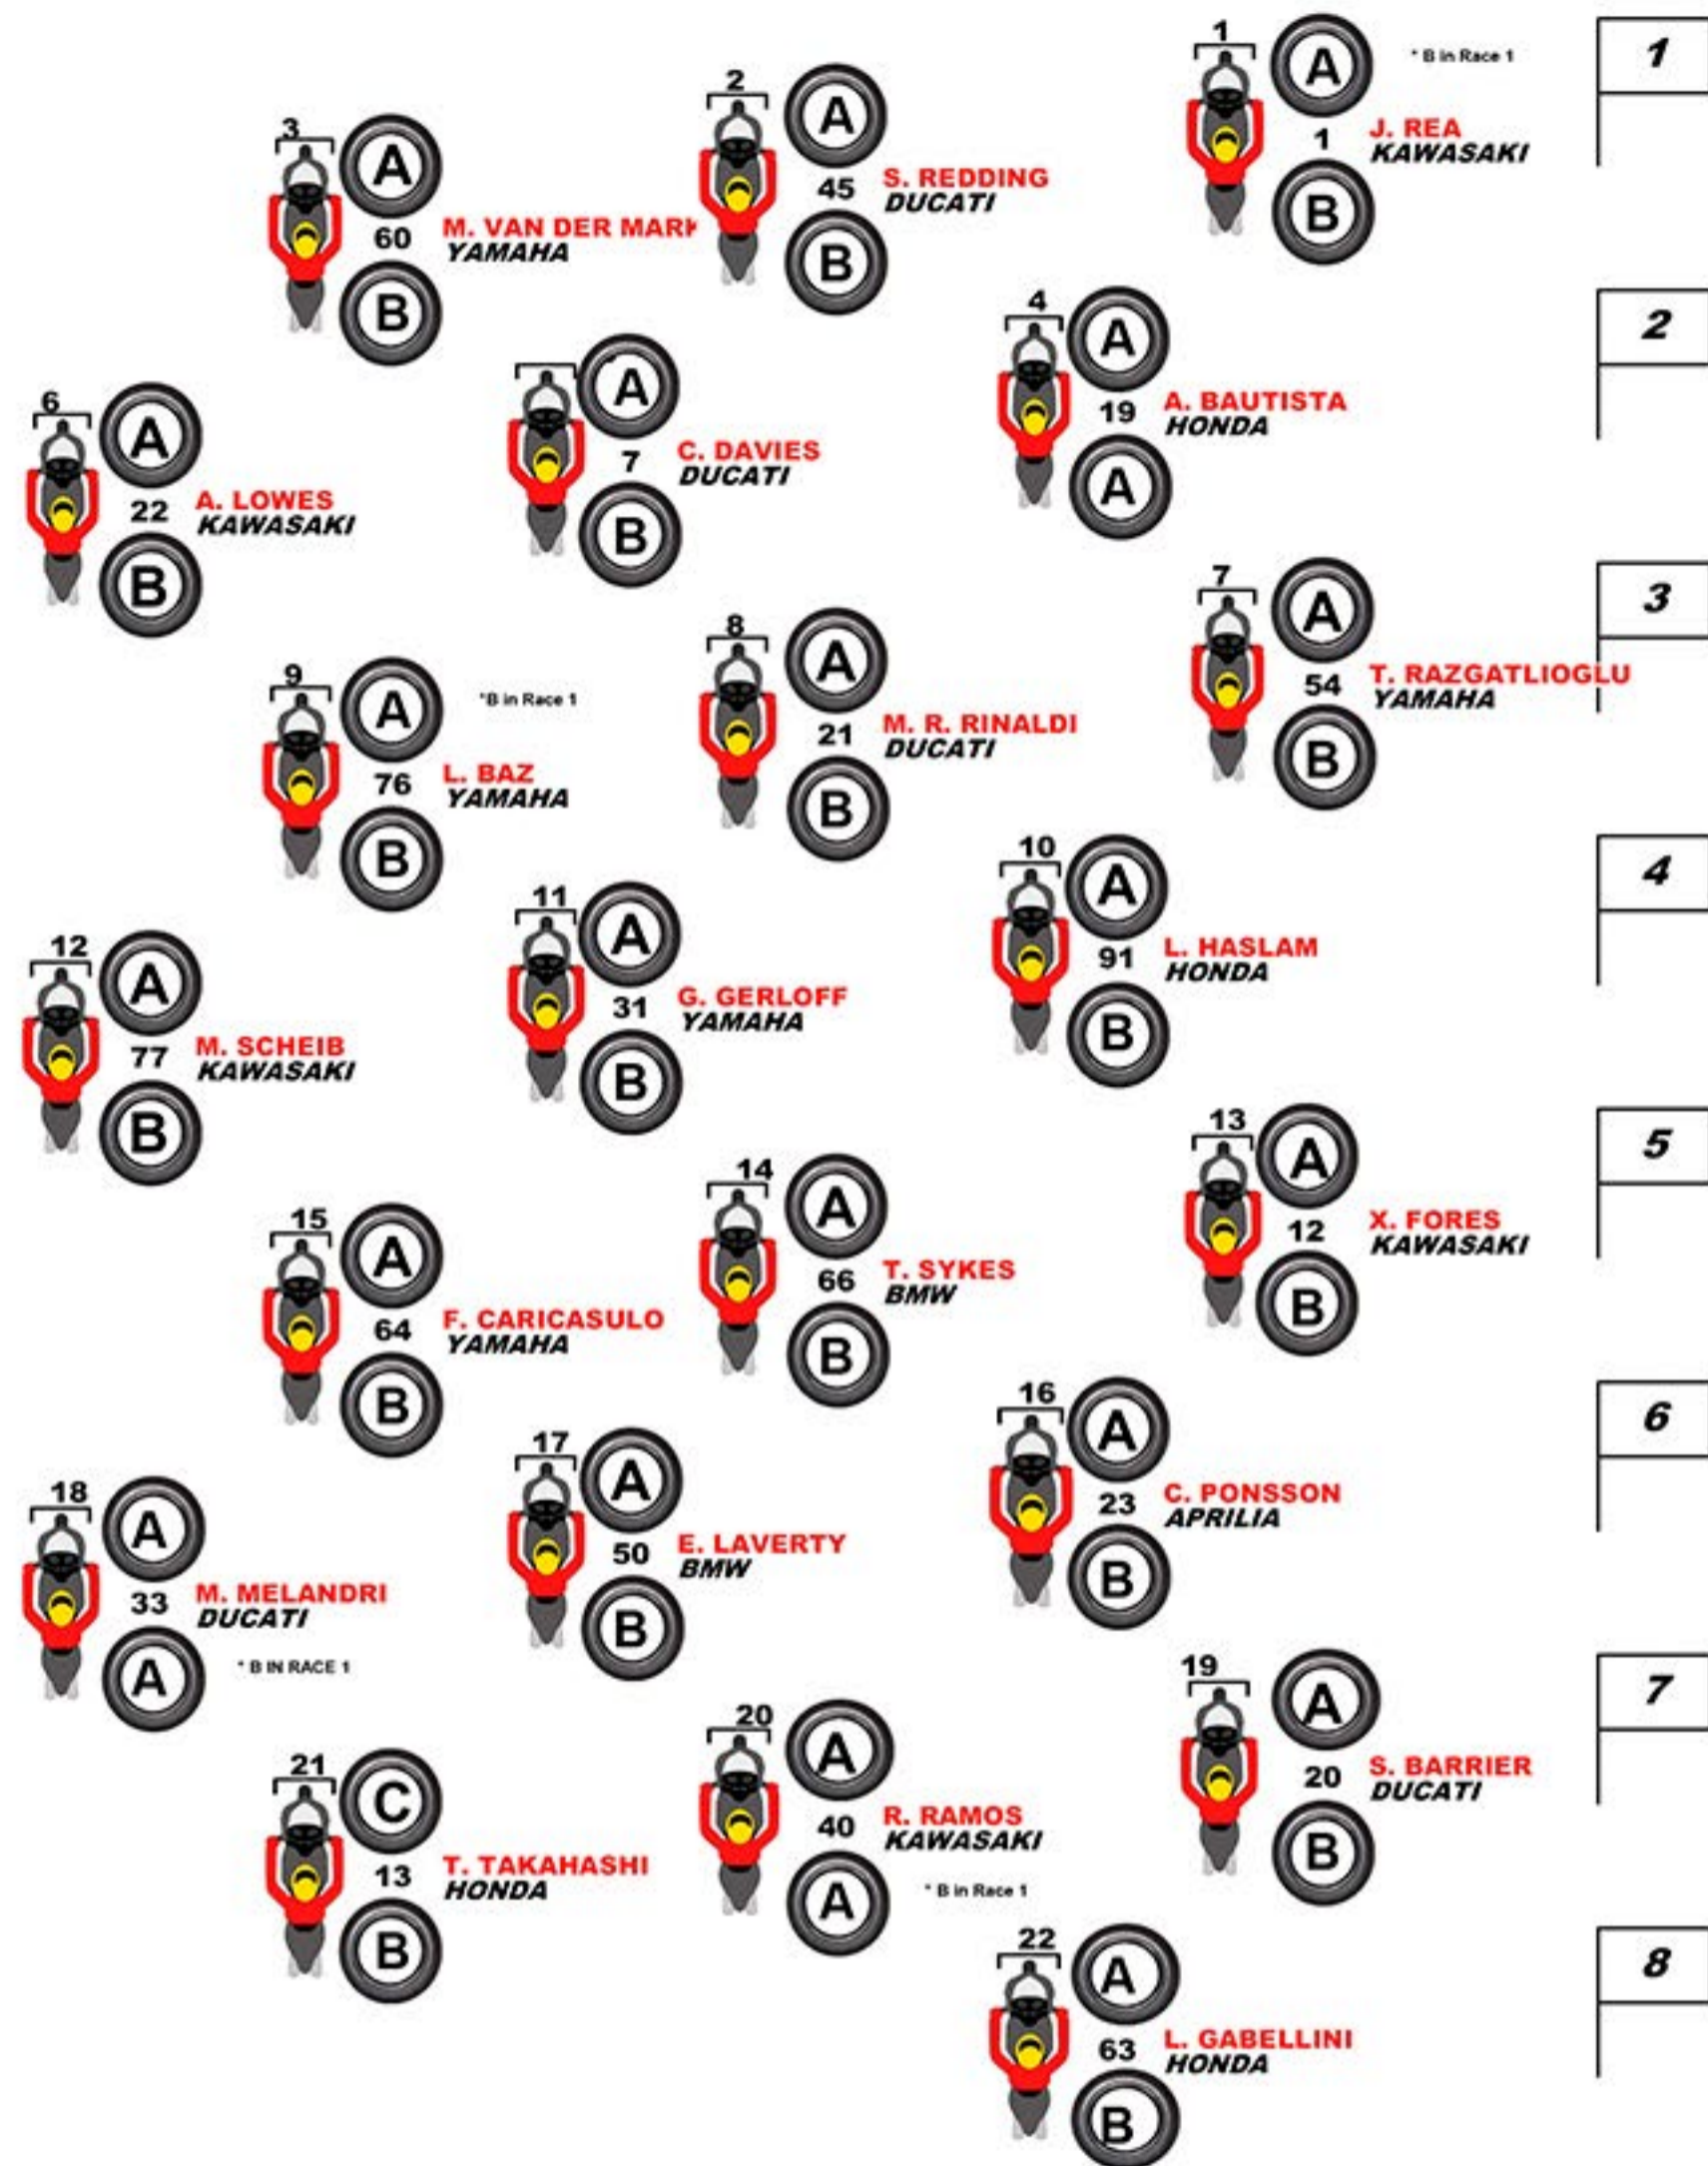 1
A
* B in Race 1
1
J. REA
KAWASAKI
B
1
2
A
45
S. REDDING
DUCATI
B
3
A
60
M. VAN DER MARK
YAMAHA
B
2
4
A
19
A. BAUTISTA
HONDA
A
A
7
C. DAVIES
DUCATI
B
6
A
22
A. LOWES
KAWASAKI
B
3
7
A
54
T. RAZGATLIOGLU
YAMAHA
B
8
A
21
M. R. RINALDI
DUCATI
B
9
A
*B in Race 1
76
L. BAZ
YAMAHA
B
4
10
A
91
L. HASLAM
HONDA
B
11
A
31
G. GERLOFF
YAMAHA
B
12
A
77
M. SCHEIB
KAWASAKI
B
5
13
A
12
X. FORES
KAWASAKI
B
14
A
66
T. SYKES
BMW
B
15
A
64
F. CARICASULO
YAMAHA
B
6
16
A
23
C. PONSSON
APRILIA
B
17
A
50
E. LAVERTY
BMW
B
18
A
33
M. MELANDRI
DUCATI
A
* B IN RACE 1
7
19
A
20
S. BARRIER
DUCATI
B
20
A
40
R. RAMOS
KAWASAKI
A
* B in Race 1
21
C
13
T. TAKAHASHI
HONDA
B
8
22
A
63
L. GABELLINI
HONDA
B